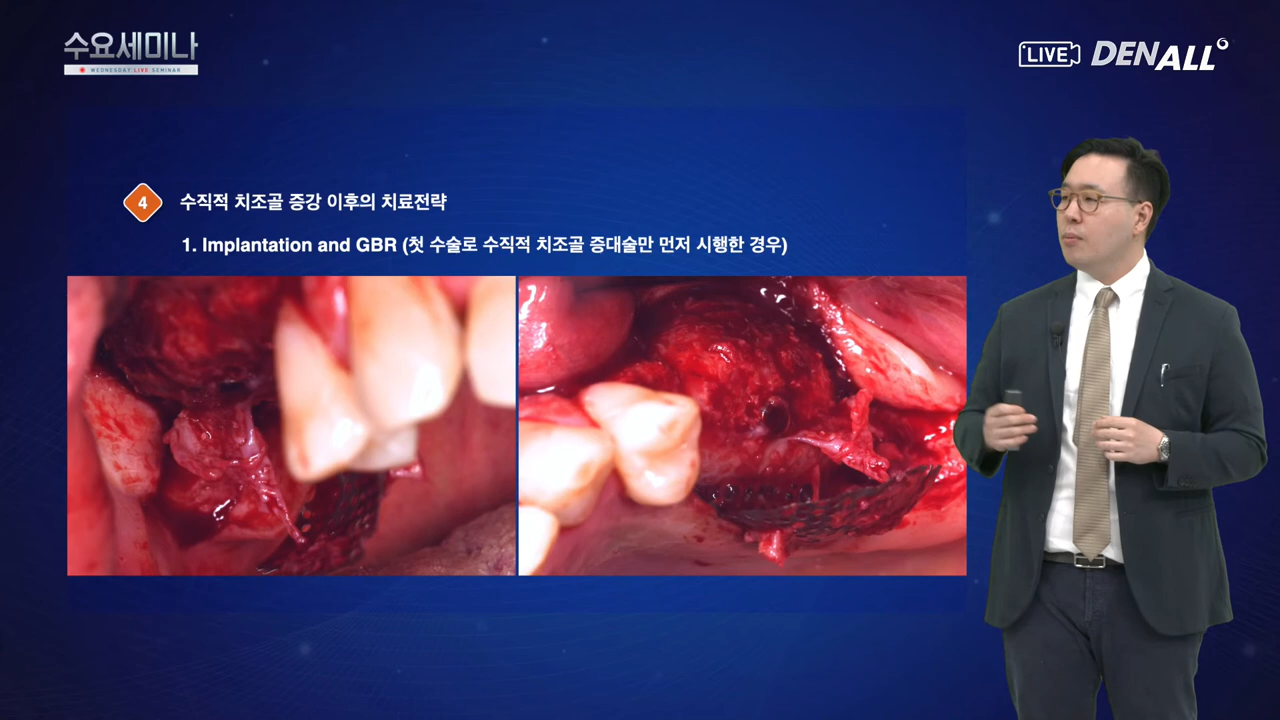 수요세미나
WEDNESDAY LIVE SEMINAR
LIVE DENALL
4 수직적 치조골 증강 이후의 치료전략
1. Implantation and GBR (첫 수술로 수직적 치조골 증대술만 먼저 시행한 경우)